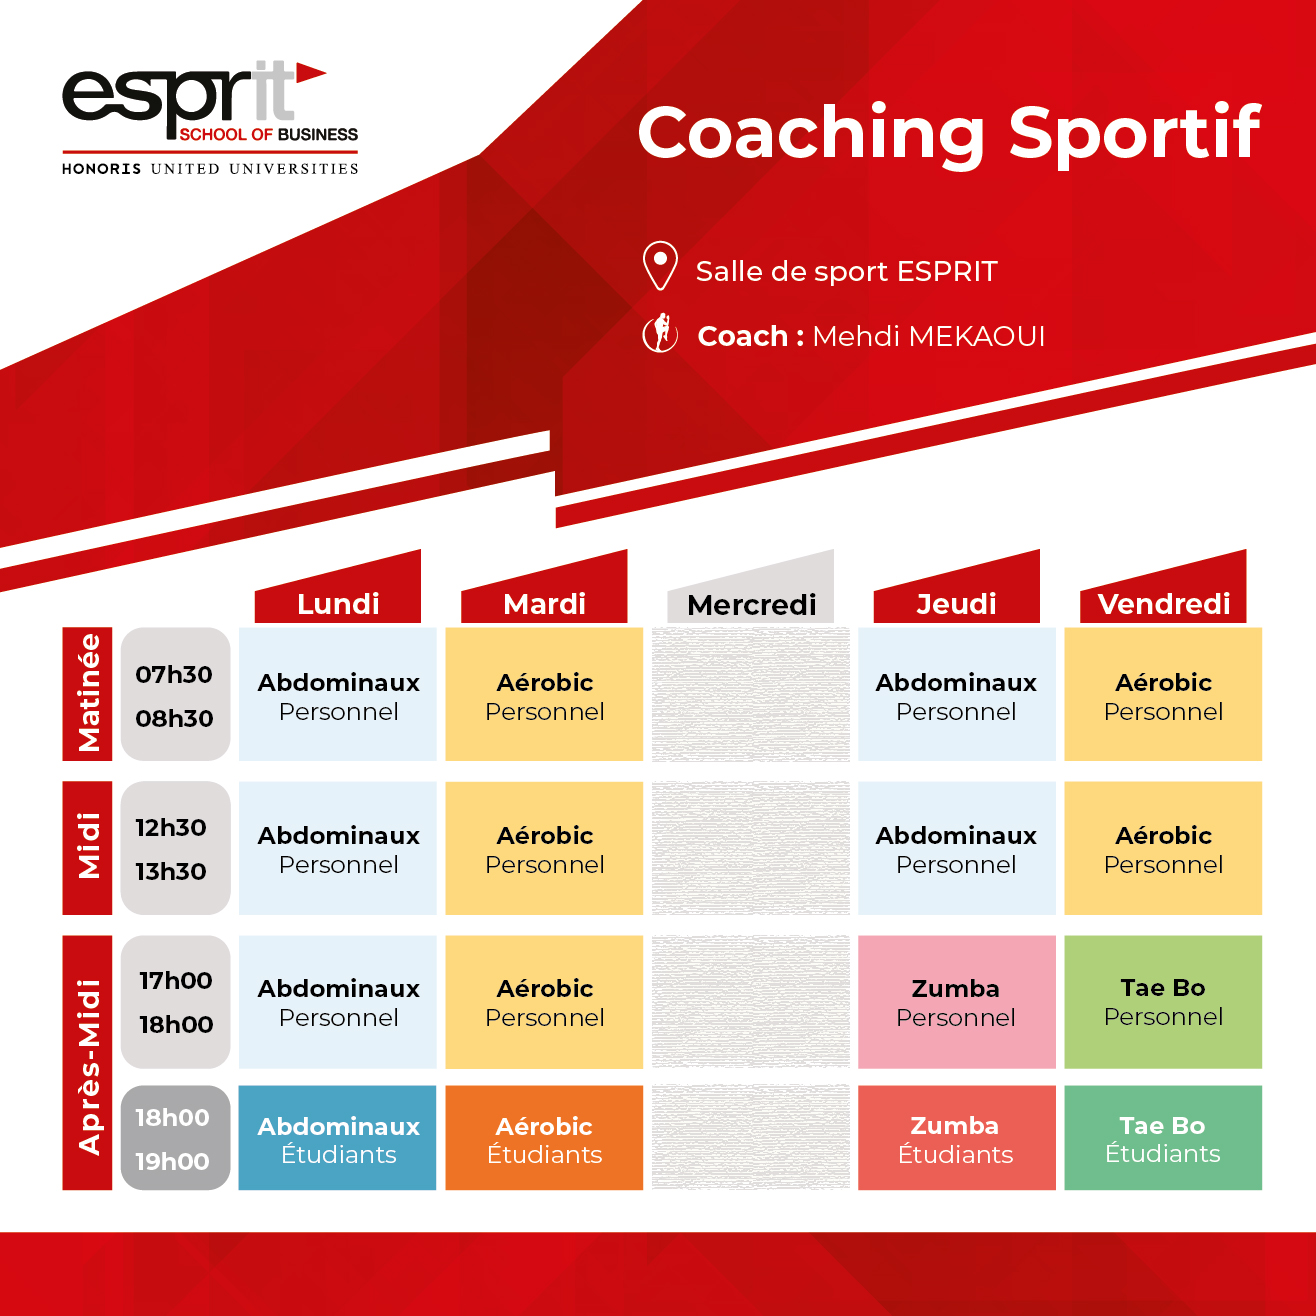 esprit
SCHOOL OF BUSINESS
HONORIS UNITED UNIVERSITIES
Coaching Sportif
Salle de sport ESPRIT
Coach : Mehdi MEKAOUI
Lundi Mardi Mercredi Jeudi Vendredi
Matinée
07h30
08h30
Abdominaux
Personnel
Aérobic
Personnel
Abdominaux
Personnel
Aérobic
Personnel
Midi
12h30
13h30
Abdominaux
Personnel
Aérobic
Personnel
Abdominaux
Personnel
Aérobic
Personnel
Après-Midi
17h00
18h00
Abdominaux
Personnel
Aérobic
Personnel
Zumba
Personnel
Tae Bo
Personnel
18h00
19h00
Abdominaux
Étudiants
Aérobic
Étudiants
Zumba
Étudiants
Tae Bo
Étudiants